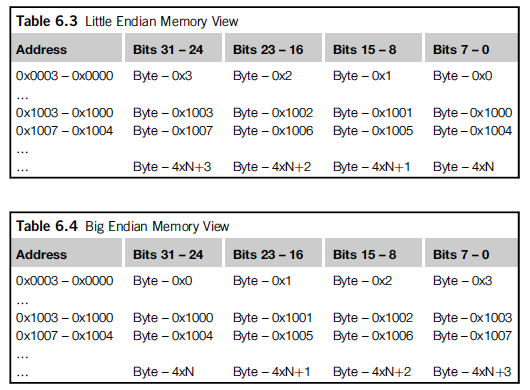 Table 6.3 Little Endian Memory View
Address Bits 31 – 24 Bits 23 – 16 Bits 15 – 8 Bits 7 – 0
0x0003 – 0x0000 Byte – 0x3 Byte – 0x2 Byte – 0x1 Byte – 0x0
...
0x1003 – 0x1000 Byte – 0x1003 Byte – 0x1002 Byte – 0x1001 Byte – 0x1000
0x1007 – 0x1004 Byte – 0x1007 Byte – 0x1006 Byte – 0x1005 Byte – 0x1004
...
... Byte – 4xN+3 Byte – 4xN+2 Byte – 4xN+1 Byte – 4xN
Table 6.4 Big Endian Memory View
Address Bits 31 – 24 Bits 23 – 16 Bits 15 – 8 Bits 7 – 0
0x0003 – 0x0000 Byte – 0x0 Byte – 0x1 Byte – 0x2 Byte – 0x3
...
0x1003 – 0x1000 Byte – 0x1000 Byte – 0x1001 Byte – 0x1002 Byte – 0x1003
0x1007 – 0x1004 Byte – 0x1004 Byte – 0x1005 Byte – 0x1006 Byte – 0x1007
...
... Byte – 4xN Byte – 4xN+1 Byte – 4xN+2 Byte – 4xN+3